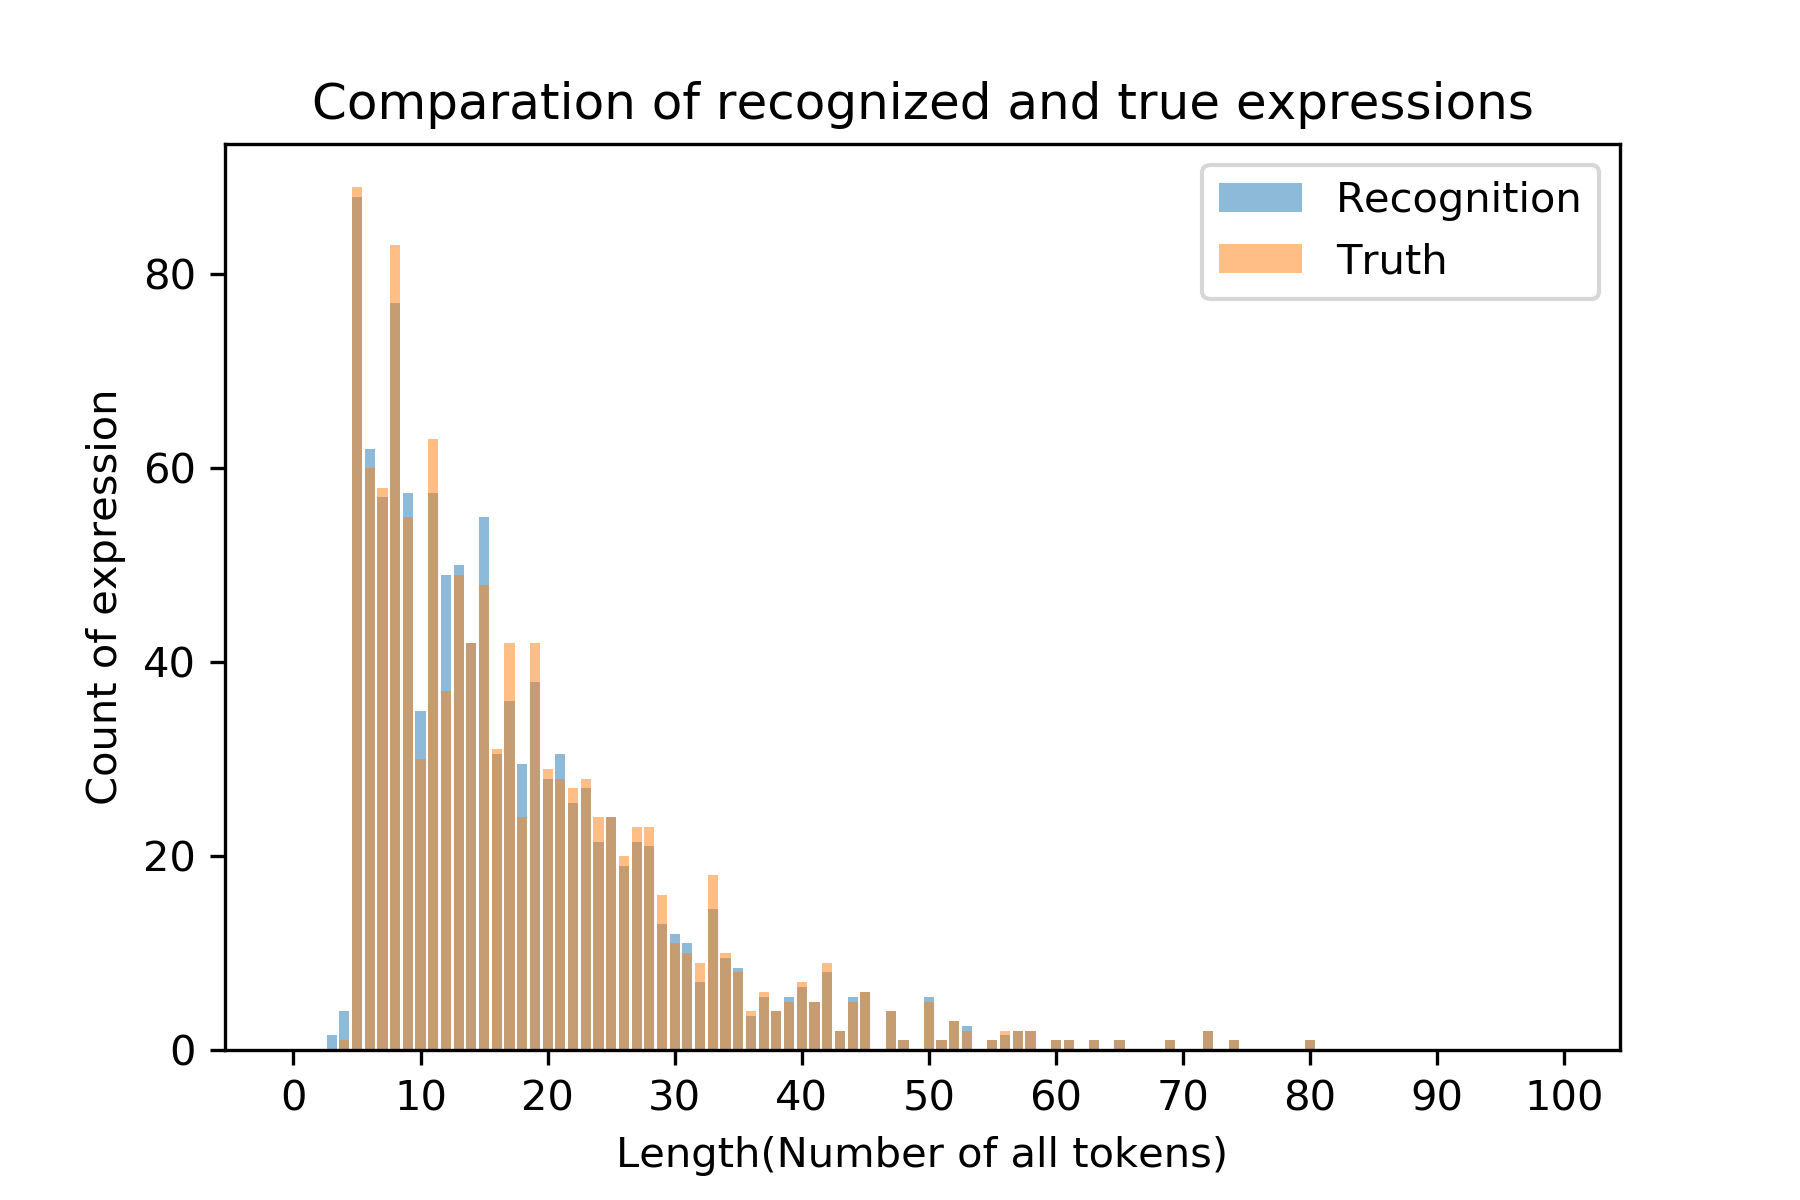 Comparation of recognized and true expressions
Recognition
Truth
Count of expression
80
60
40
20
0
0 10 20 30 40 50 60 70 80 90 100
Length(Number of all tokens)